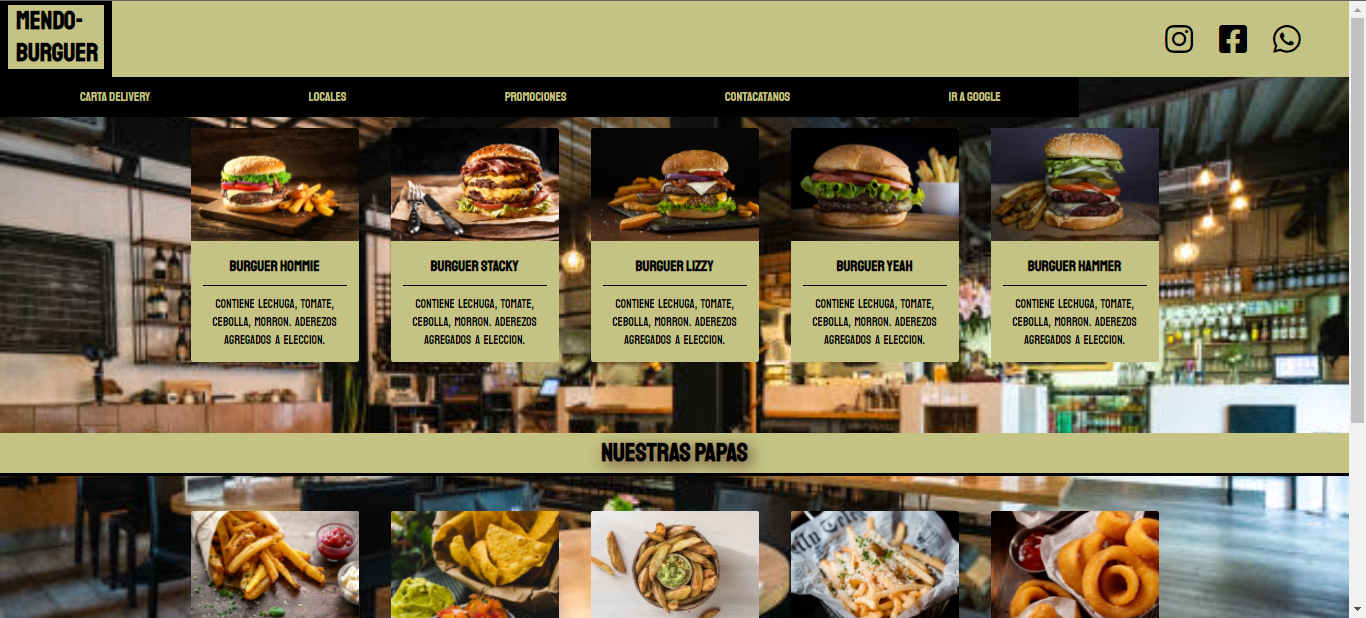 MENDO-
BURGUER
CARTA DELIVERY LOCALES PROMOCIONES CONTACATANOS IR A GOOGLE
BURGUER HOMMIE
CONTIENE LECHUGA, TOMATE,
CEBOLLA, MORRON. ADEREZOS
AGREGADOS A ELECCION.
BURGUER STACKY
CONTIENE LECHUGA, TOMATE,
CEBOLLA, MORRON. ADEREZOS
AGREGADOS A ELECCION.
BURGUER LIZZY
CONTIENE LECHUGA, TOMATE,
CEBOLLA, MORRON. ADEREZOS
AGREGADOS A ELECCION.
BURGUER YEAH
CONTIENE LECHUGA, TOMATE,
CEBOLLA, MORRON. ADEREZOS
AGREGADOS A ELECCION.
BURGUER HAMMER
CONTIENE LECHUGA, TOMATE,
CEBOLLA, MORRON. ADEREZOS
AGREGADOS A ELECCION.
NUESTRAS PAPAS